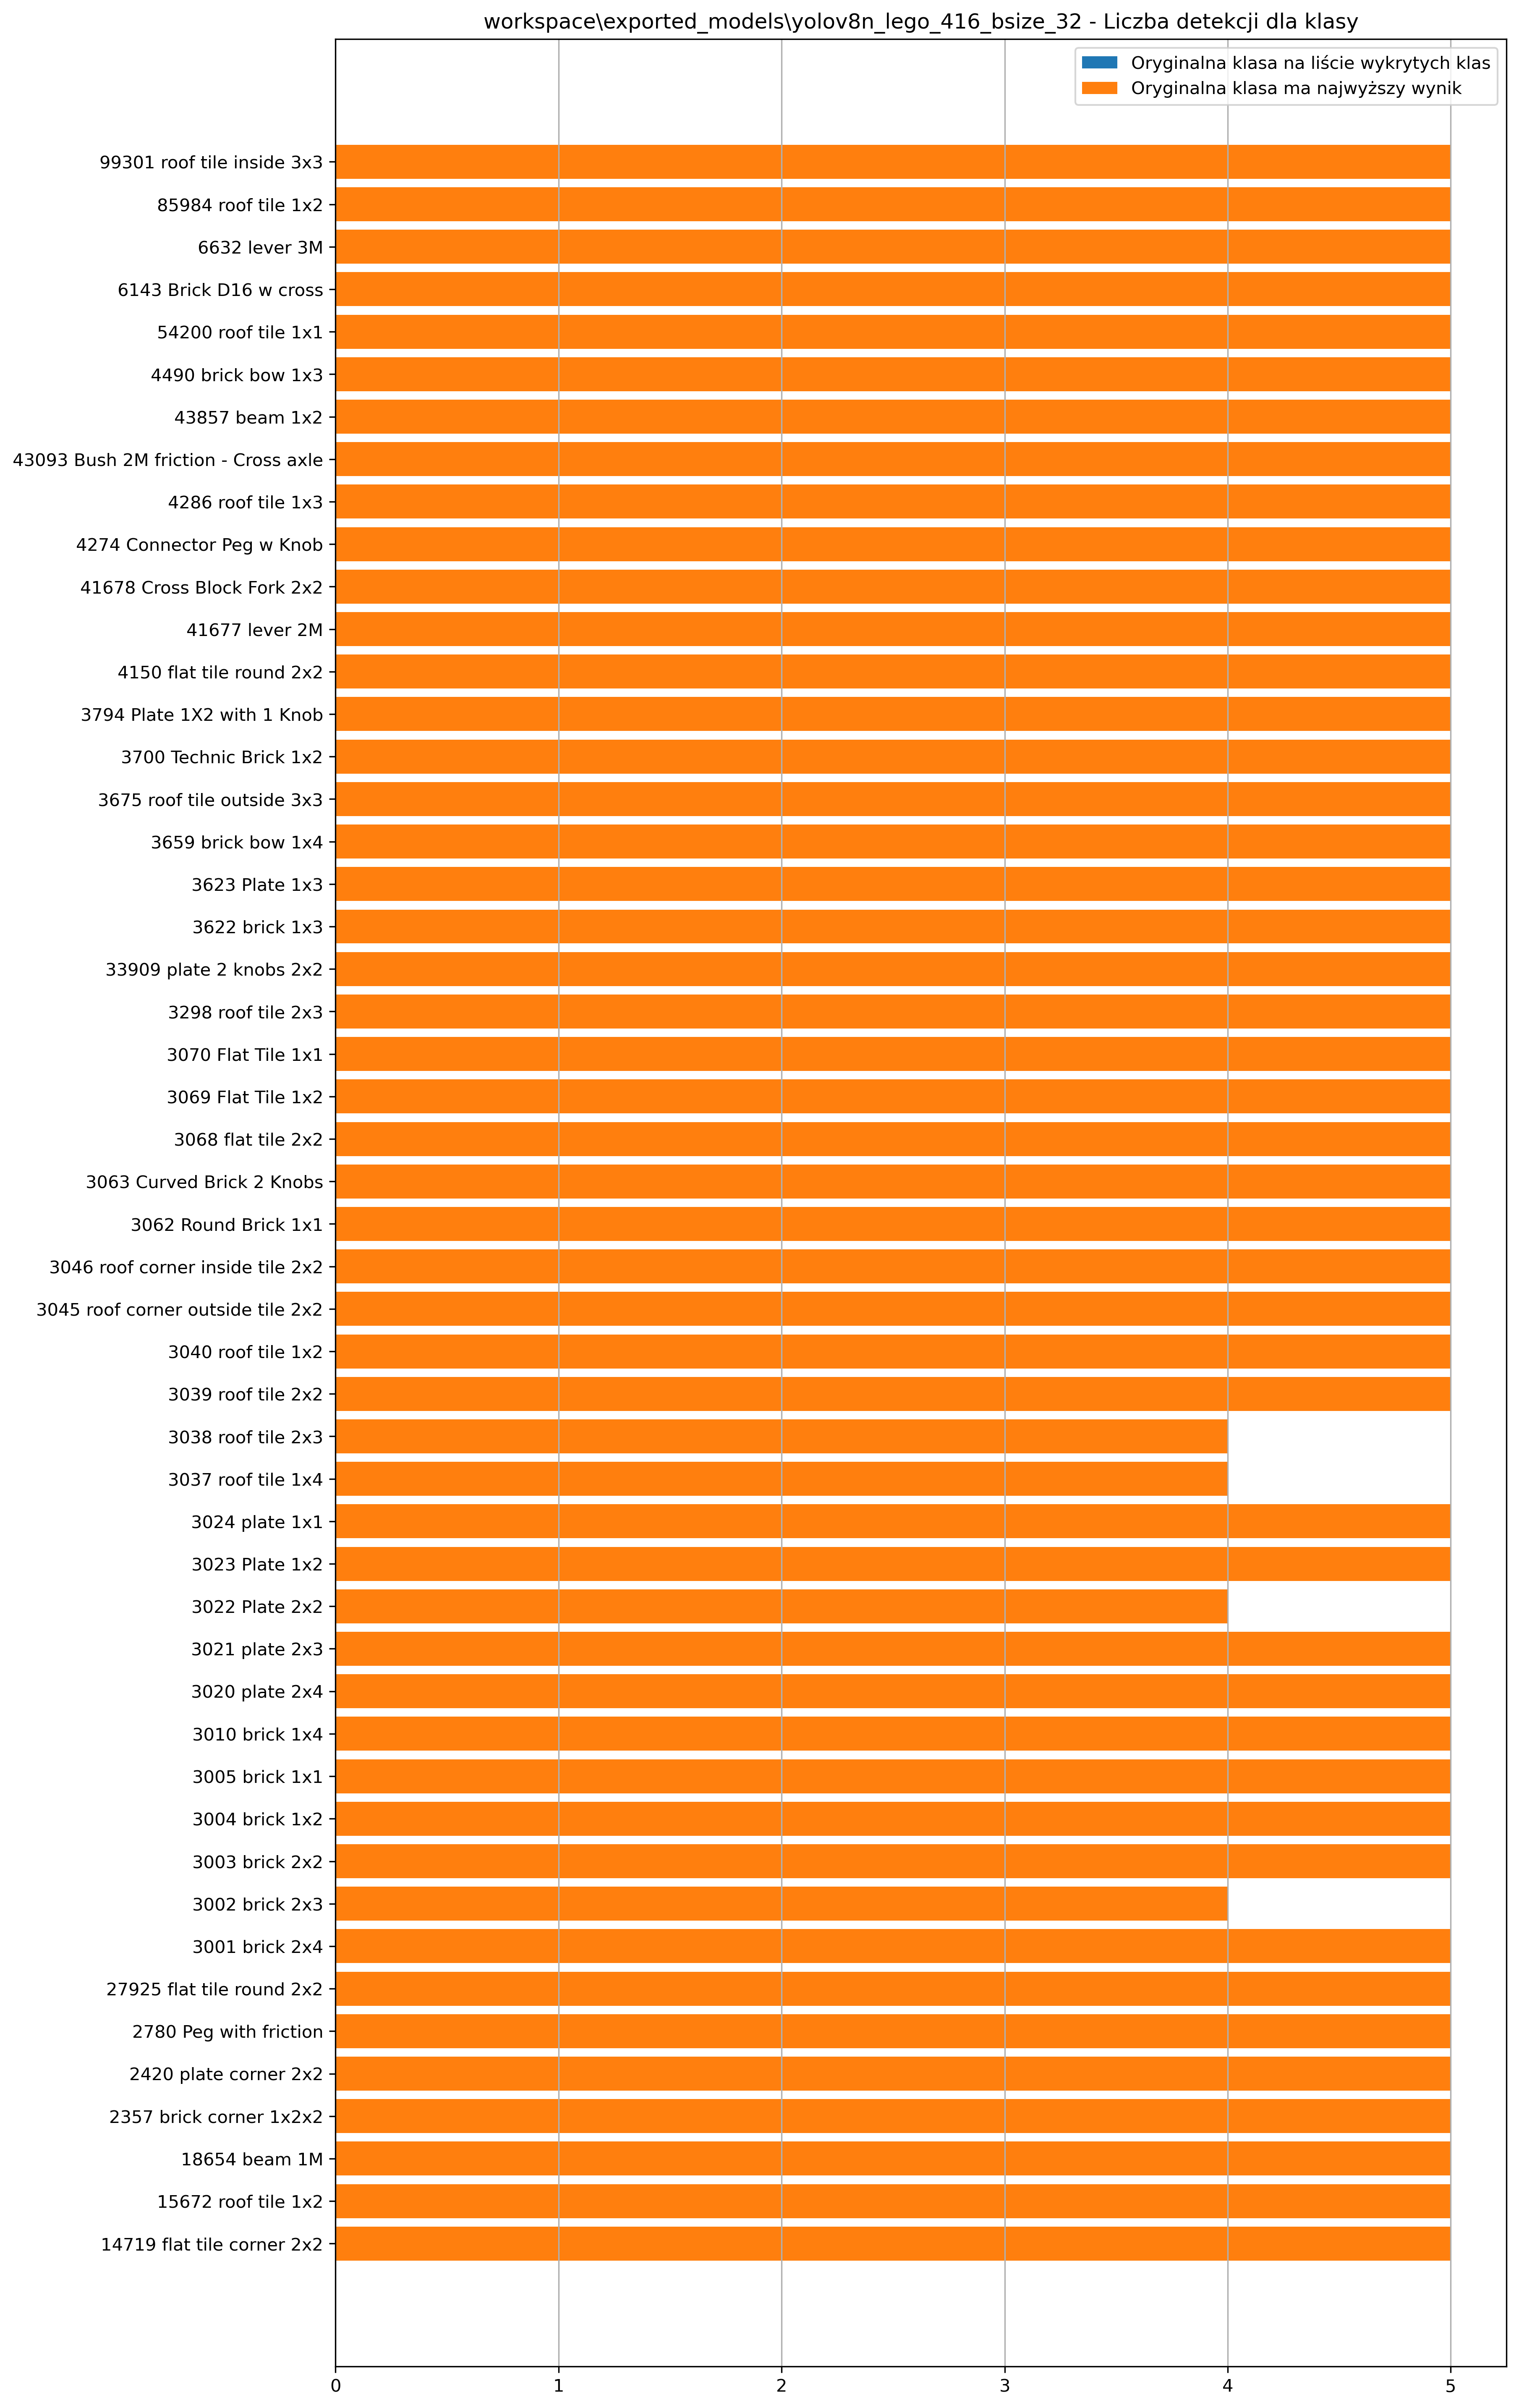 workspace\exported_models\yolov8n_lego_416_bsize_32 - Liczba detekcji dla klasy
Oryginalna klasa na liście wykrytych klas
Oryginalna klasa ma najwyższy wynik
99301 roof tile inside 3x3
85984 roof tile 1x2
6632 lever 3M
6143 Brick D16 w cross
54200 roof tile 1x1
4490 brick bow 1x3
43857 beam 1x2
43093 Bush 2M friction - Cross axle
4286 roof tile 1x3
4274 Connector Peg w Knob
41678 Cross Block Fork 2x2
41677 lever 2M
4150 flat tile round 2x2
3794 Plate 1X2 with 1 Knob
3700 Technic Brick 1x2
3675 roof tile outside 3x3
3659 brick bow 1x4
3623 Plate 1x3
3622 brick 1x3
33909 plate 2 knobs 2x2
3298 roof tile 2x3
3070 Flat Tile 1x1
3069 Flat Tile 1x2
3068 flat tile 2x2
3063 Curved Brick 2 Knobs
3062 Round Brick 1x1
3046 roof corner inside tile 2x2
3045 roof corner outside tile 2x2
3040 roof tile 1x2
3039 roof tile 2x2
3038 roof tile 2x3
3037 roof tile 1x4
3024 plate 1x1
3023 Plate 1x2
3022 Plate 2x2
3021 plate 2x3
3020 plate 2x4
3010 brick 1x4
3005 brick 1x1
3004 brick 1x2
3003 brick 2x2
3002 brick 2x3
3001 brick 2x4
27925 flat tile round 2x2
2780 Peg with friction
2420 plate corner 2x2
2357 brick corner 1x2x2
18654 beam 1M
15672 roof tile 1x2
14719 flat tile corner 2x2
0 1 2 3 4 5